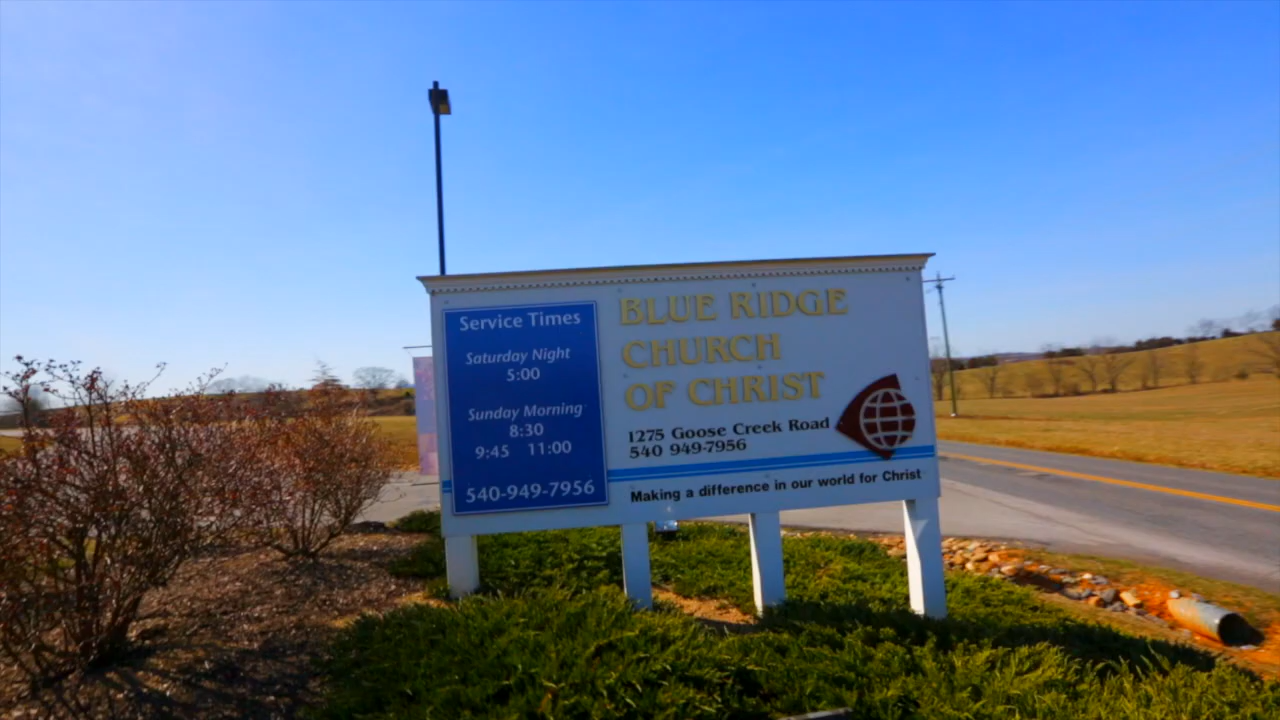 Service Times
Saturday Night
5:00
Sunday Morning
8:30
9:45 11:00
540-949-7956
BLUE RIDGE
CHURCH
OF CHRIST
1275 Goose Creek Road
540 949-7956
Making a difference in our world for Christ